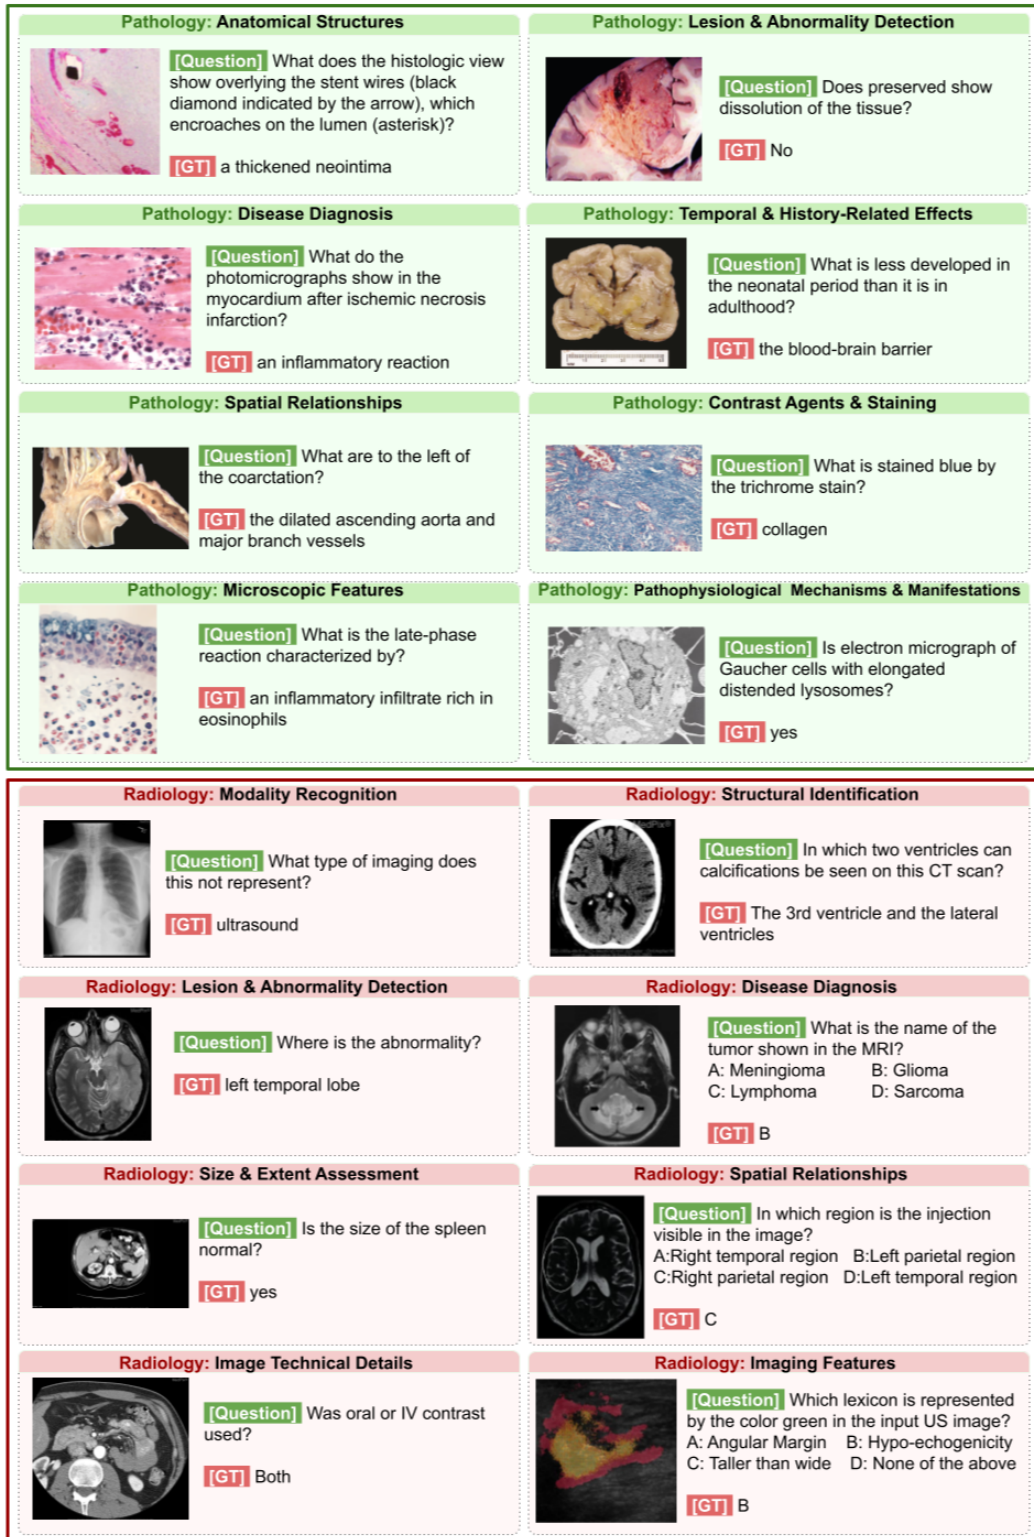 Pathology: Anatomical Structures
[Question] What does the histologic view
show overlying the stent wires (black
diamond indicated by the arrow), which
encroaches on the lumen (asterisk)?
[GT] a thickened neointima
Pathology: Lesion & Abnormality Detection
[Question] Does preserved show
dissolution of the tissue?
[GT] No
Pathology: Disease Diagnosis
[Question] What do the
photomicrographs show in the
myocardium after ischemic necrosis
infarction?
[GT] an inflammatory reaction
Pathology: Temporal & History-Related Effects
[Question] What is less developed in
the neonatal period than it is in
adulthood?
[GT] the blood-brain barrier
Pathology: Spatial Relationships
[Question] What are to the left of
the coarctation?
[GT] the dilated ascending aorta and
major branch vessels
Pathology: Contrast Agents & Staining
[Question] What is stained blue by
the trichrome stain?
[GT] collagen
Pathology: Microscopic Features
[Question] What is the late-phase
reaction characterized by?
[GT] an inflammatory infiltrate rich in
eosinophils
Pathology: Pathophysiological Mechanisms & Manifestations
[Question] Is electron micrograph of
Gaucher cells with elongated
distended lysosomes?
[GT] yes
Radiology: Modality Recognition
[Question] What type of imaging does
this not represent?
[GT] ultrasound
Radiology: Structural Identification
[Question] In which two ventricles can
calcifications be seen on this CT scan?
[GT] The 3rd ventricle and the lateral
ventricles
Radiology: Lesion & Abnormality Detection
[Question] Where is the abnormality?
[GT] left temporal lobe
Radiology: Disease Diagnosis
[Question] What is the name of the
tumor shown in the MRI?
A: Meningioma B: Glioma
C: Lymphoma D: Sarcoma
[GT] B
Radiology: Size & Extent Assessment
[Question] Is the size of the spleen
normal?
[GT] yes
Radiology: Spatial Relationships
[Question] In which region is the injection
visible in the image?
A:Right temporal region B:Left parietal region
C:Right parietal region D:Left temporal region
[GT] C
Radiology: Image Technical Details
[Question] Was oral or IV contrast
used?
[GT] Both
Radiology: Imaging Features
[Question] Which lexicon is represented
by the color green in the input US image?
A: Angular Margin B: Hypo-echogenicity
C: Taller than wide D: None of the above
[GT] B